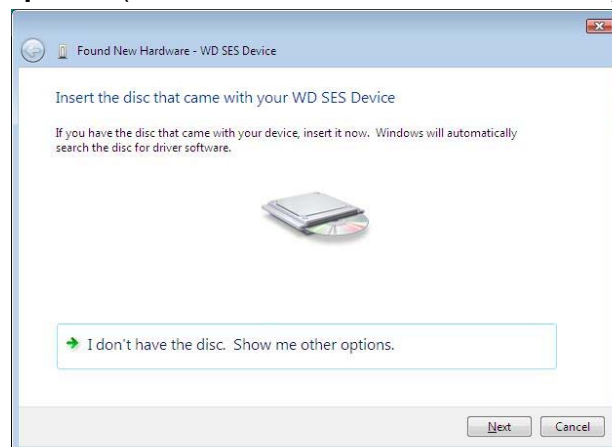 Found New Hardware - WD SES Device
Insert the disc that came with your WD SES Device
If you have the disc that came with your device, insert it now.  Windows will automatically
search the disc for driver software.
I don't have the disc.  Show me other options.
Next
Cancel